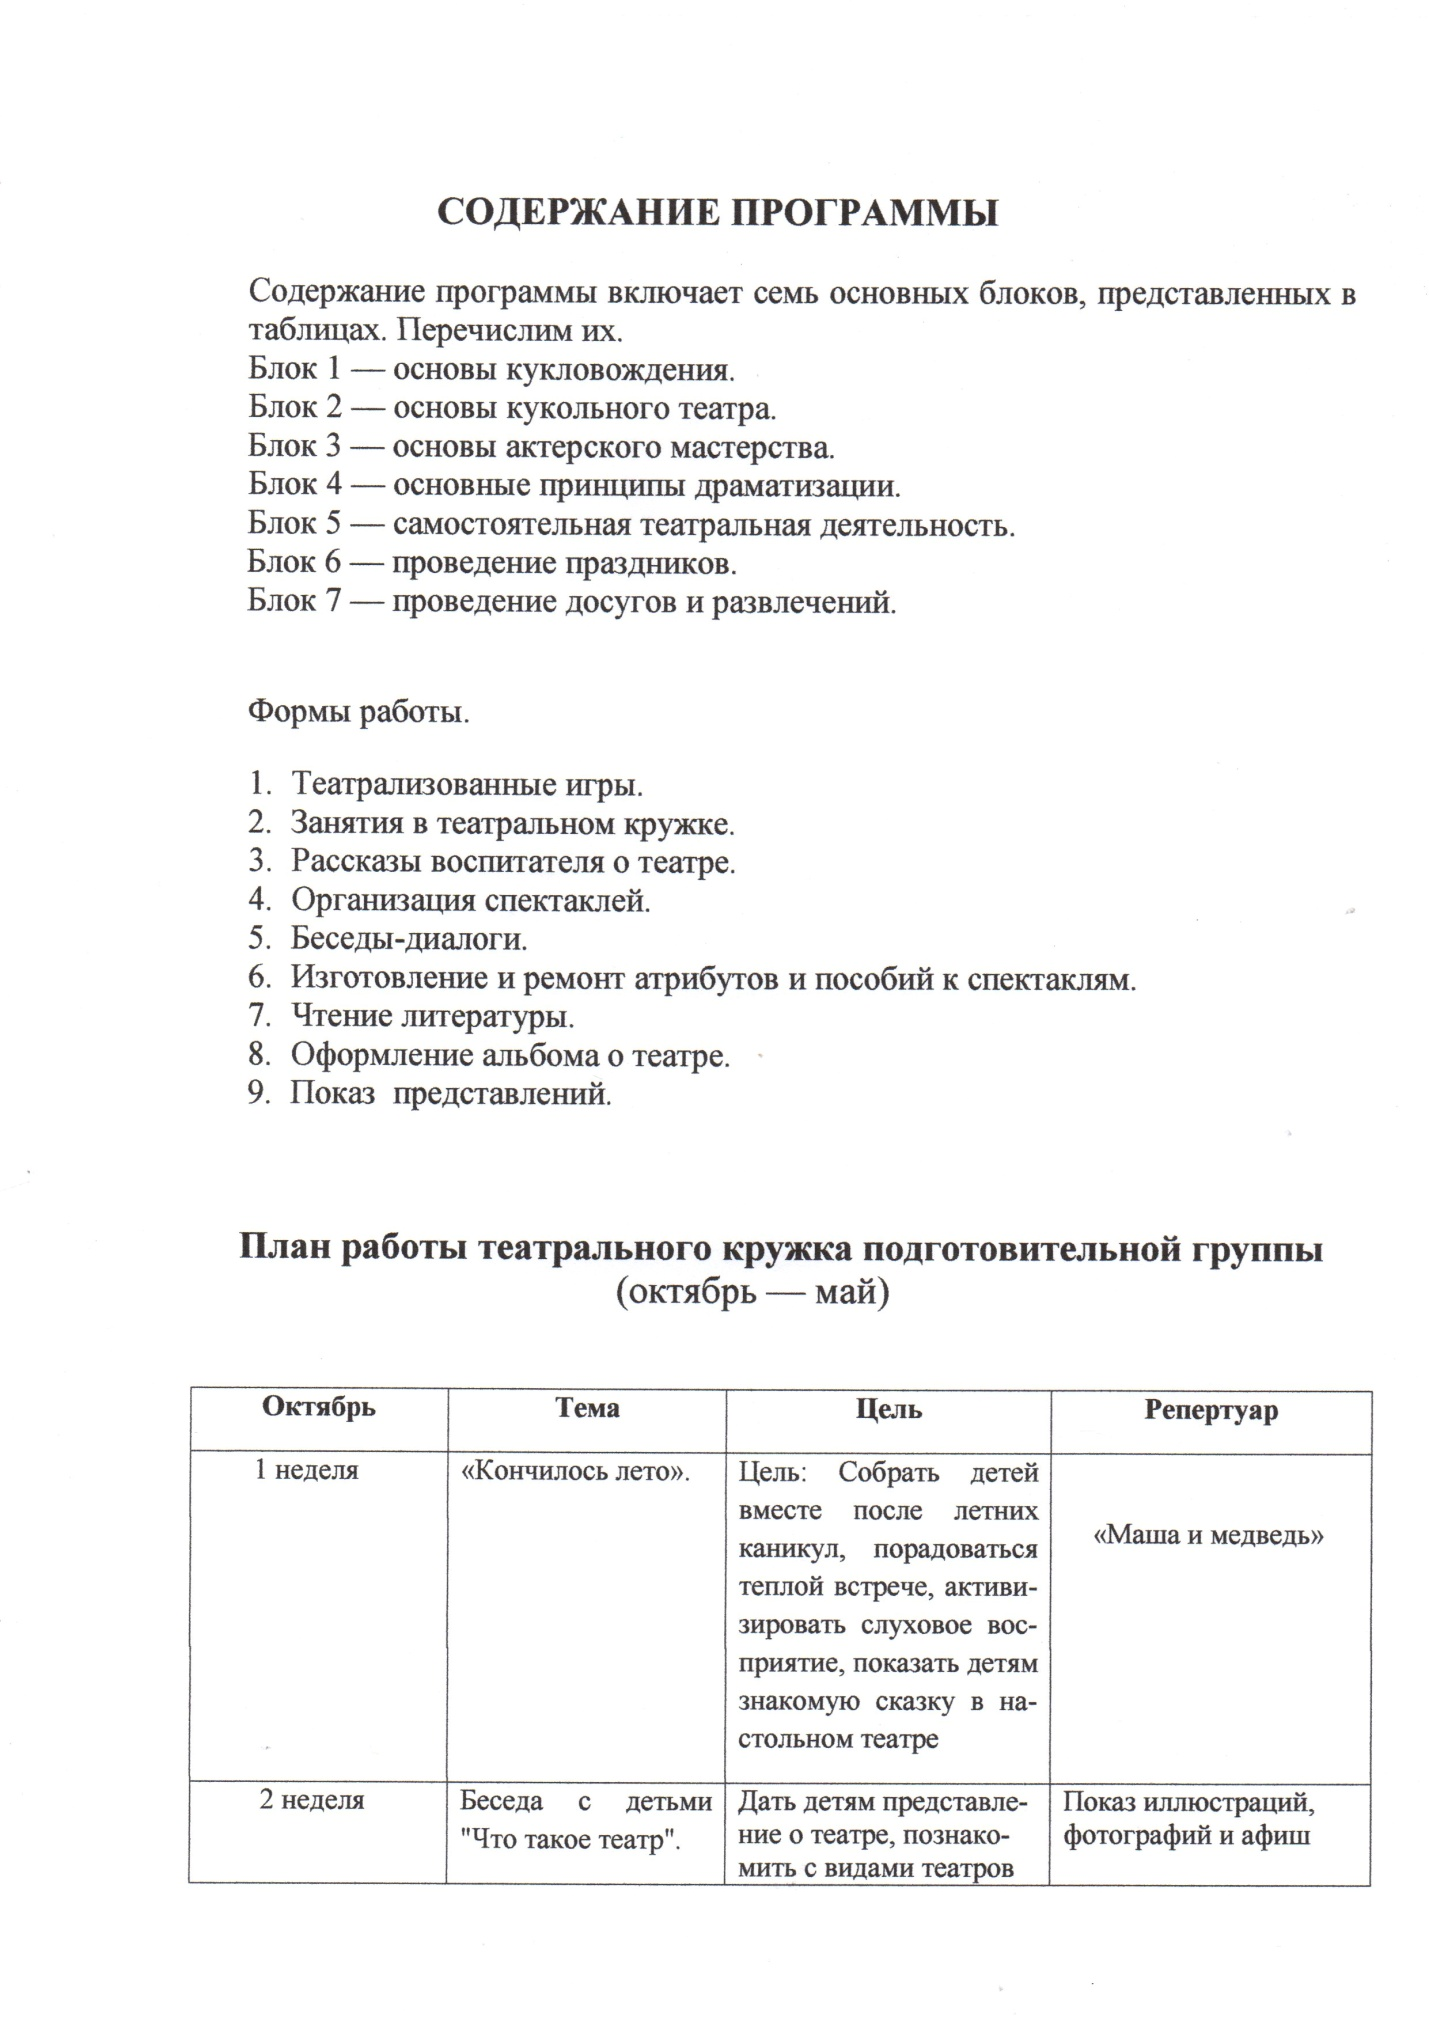 СОДЕРЖАНИЕ ПРОГРАММЫ
Содержание программы включает семь основных блоков, представленных в
таблицах. Перечислим их.
Блок 1 — основы кукловождения.
Блок 2 — основы кукольного театра.
Блок 3 — основы актерского мастерства.
Блок 4 — основные принципы драматизации.
Блок 5 — самостоятельная театральная деятельность.
Блок 6 — проведение праздников.
Блок 7 — проведение досугов и развлечений.
Формы работы.
1. Театрализованные игры.
2. Занятия в театральном кружке.
3. Рассказы воспитателя о театре.
4. Организация спектаклей.
5. Беседы-диалоги.
6. Изготовление и ремонт атрибутов и пособий к спектаклям.
7. Чтение литературы.
8. Оформление альбома о театре.
9. Показ представлений.
План работы театрального кружка подготовительной группы
(октябрь — май)
Октябрь
Тема
Цель
Репертуар
1 неделя
«Кончилось лето».
Цель: Собрать детей
вместе после летних
каникул, порадоваться
теплой встрече, активи-
зировать слуховое вос-
приятие, показать детям
знакомую сказку в на-
стольном театре
«Маша и медведь»
2 неделя
Беседа с детьми
"Что такое театр".
Дать детям представле-
ние о театре, познако-
мить с видами театров
Показ иллюстраций,
фотографий и афиш